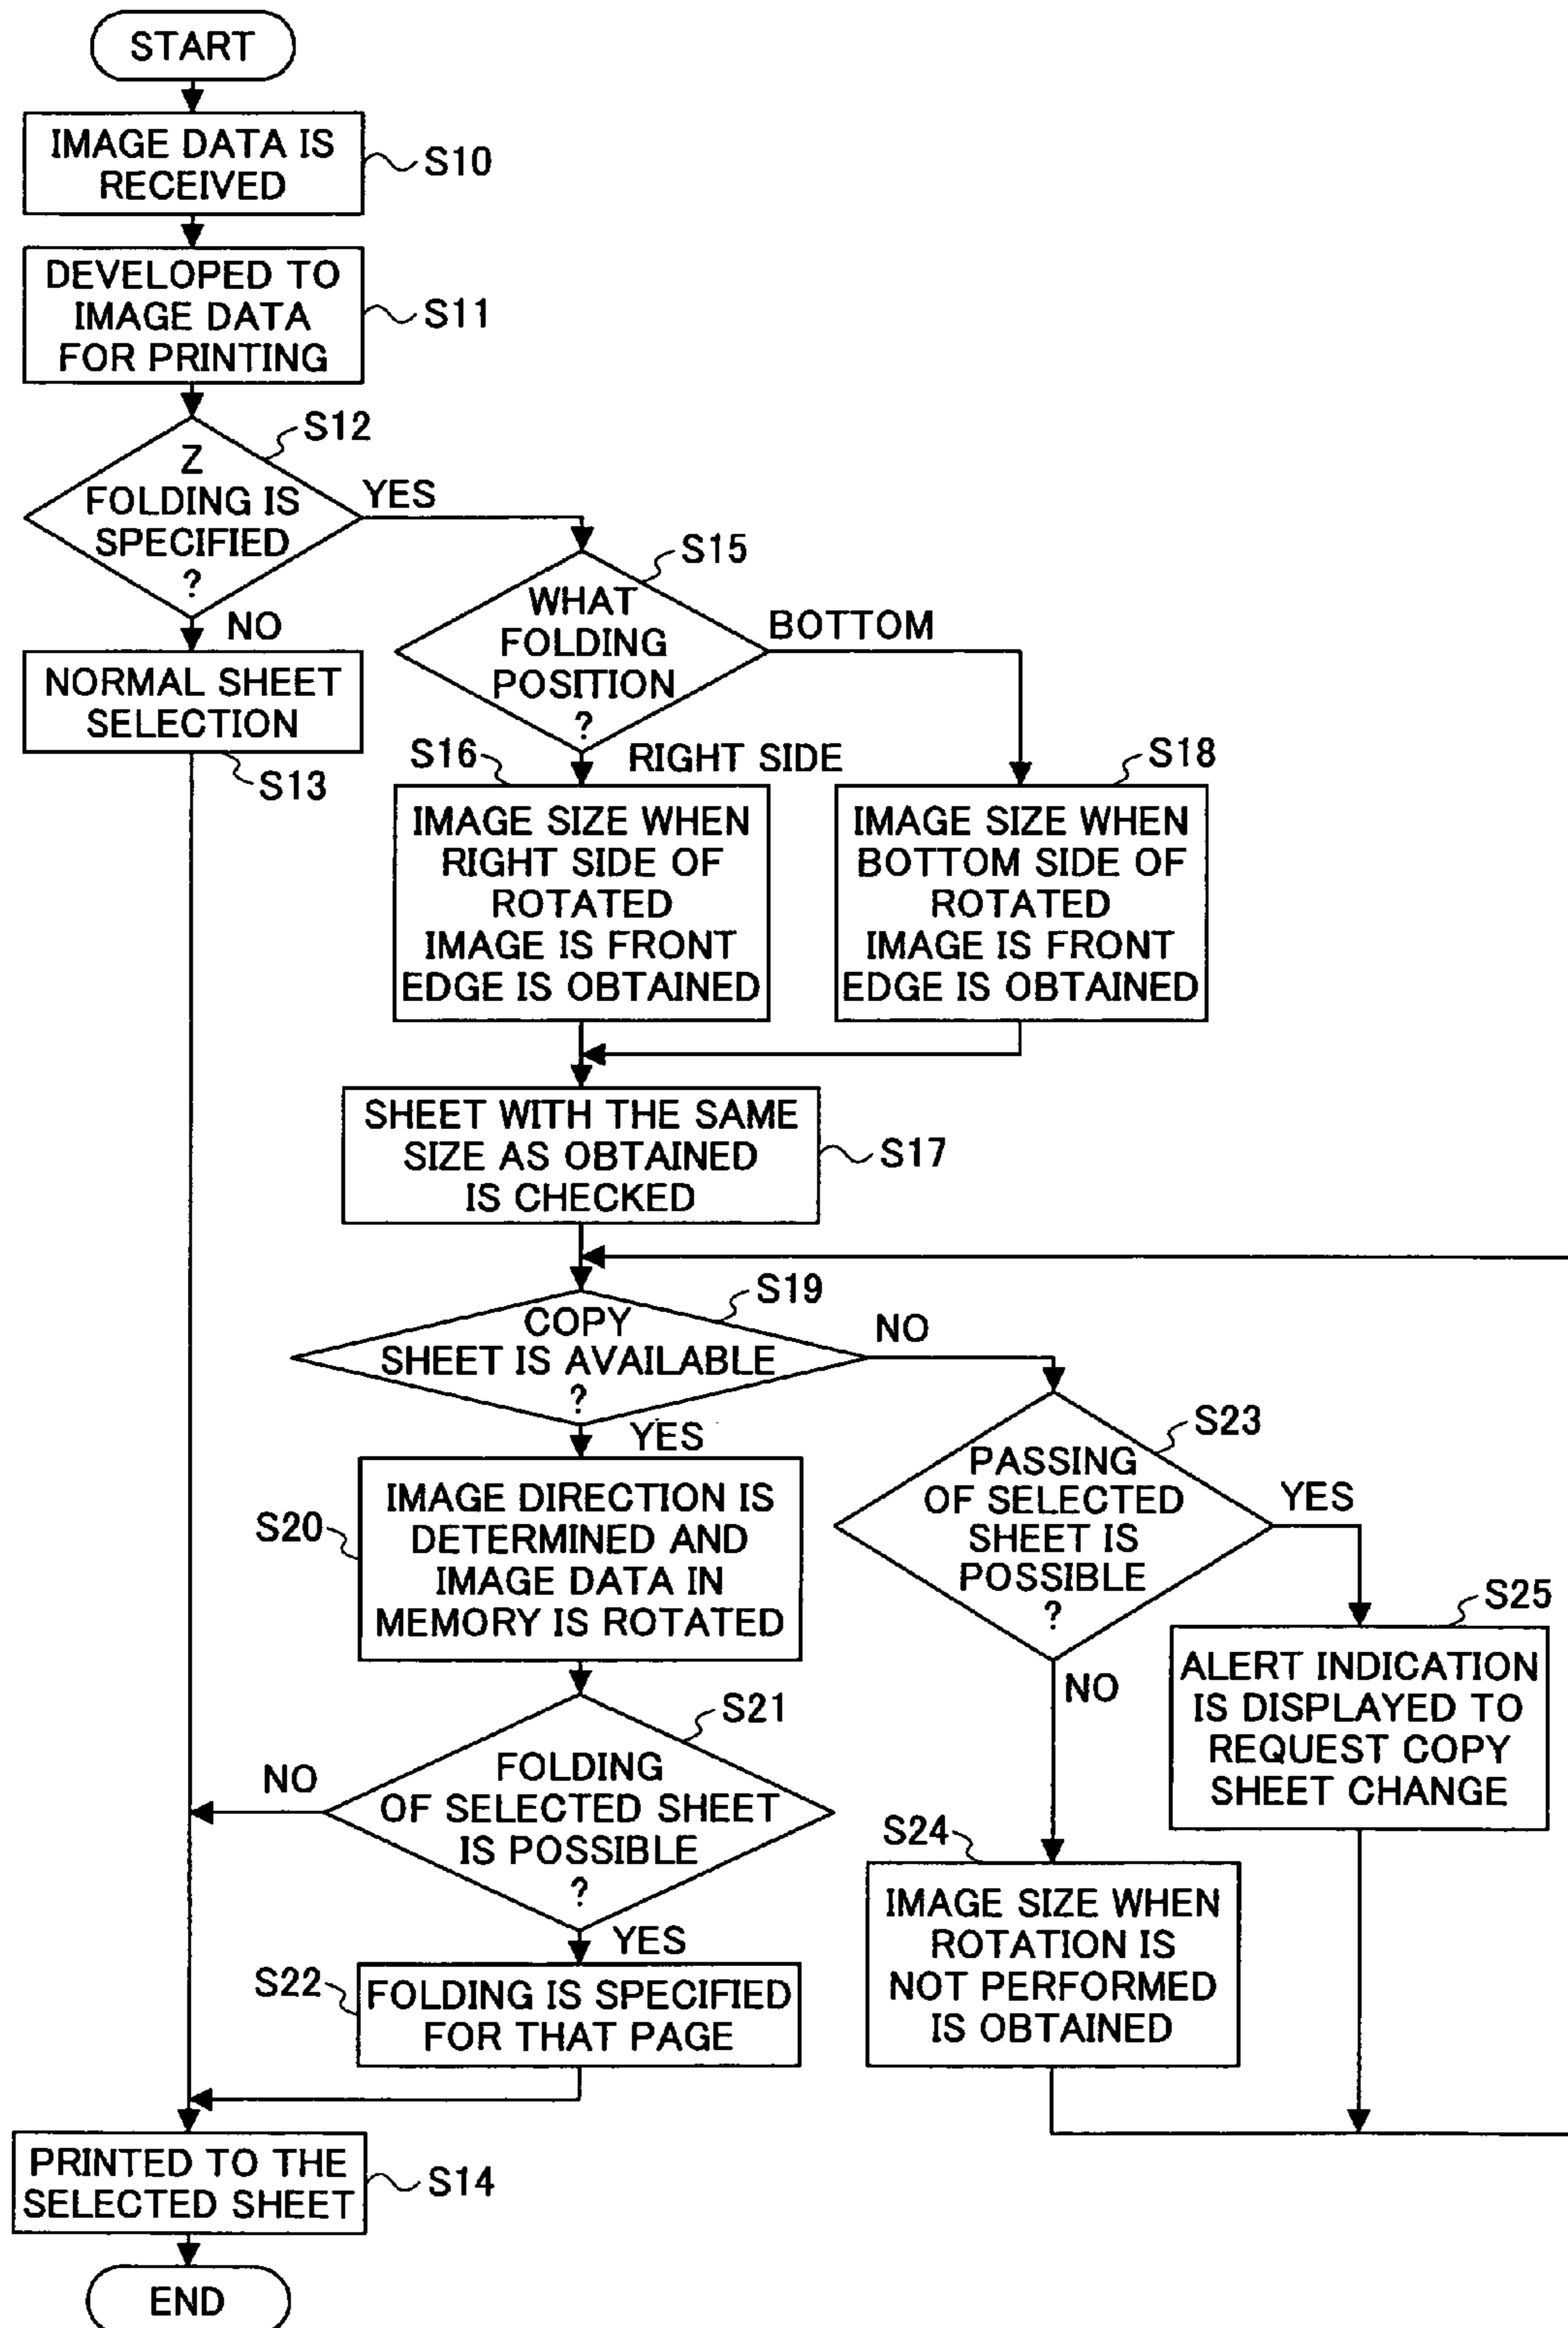 START
IMAGE DATA IS
RECEIVED
S10
DEVELOPED TO
IMAGE DATA
FOR PRINTING
S11
S12
Z
FOLDING IS
SPECIFIED
?
YES
NO
NORMAL SHEET
SELECTION
S13
S15
WHAT
FOLDING
POSITION
?
BOTTOM
RIGHT SIDE
S16
IMAGE SIZE WHEN
RIGHT SIDE OF
ROTATED
IMAGE IS FRONT
EDGE IS OBTAINED
S18
IMAGE SIZE WHEN
BOTTOM SIDE OF
ROTATED
IMAGE IS FRONT
EDGE IS OBTAINED
SHEET WITH THE SAME
SIZE AS OBTAINED
IS CHECKED
S17
S19
COPY
SHEET IS AVAILABLE
?
NO
YES
S20
IMAGE DIRECTION IS
DETERMINED AND
IMAGE DATA IN
MEMORY IS ROTATED
S23
PASSING
OF SELECTED
SHEET IS
POSSIBLE
?
YES
NO
S25
ALERT INDICATION
IS DISPLAYED TO
REQUEST COPY
SHEET CHANGE
S21
FOLDING
OF SELECTED SHEET
IS POSSIBLE
?
NO
YES
S24
IMAGE SIZE WHEN
ROTATION IS
NOT PERFORMED
IS OBTAINED
S22
FOLDING IS SPECIFIED
FOR THAT PAGE
PRINTED TO THE
SELECTED SHEET
S14
END